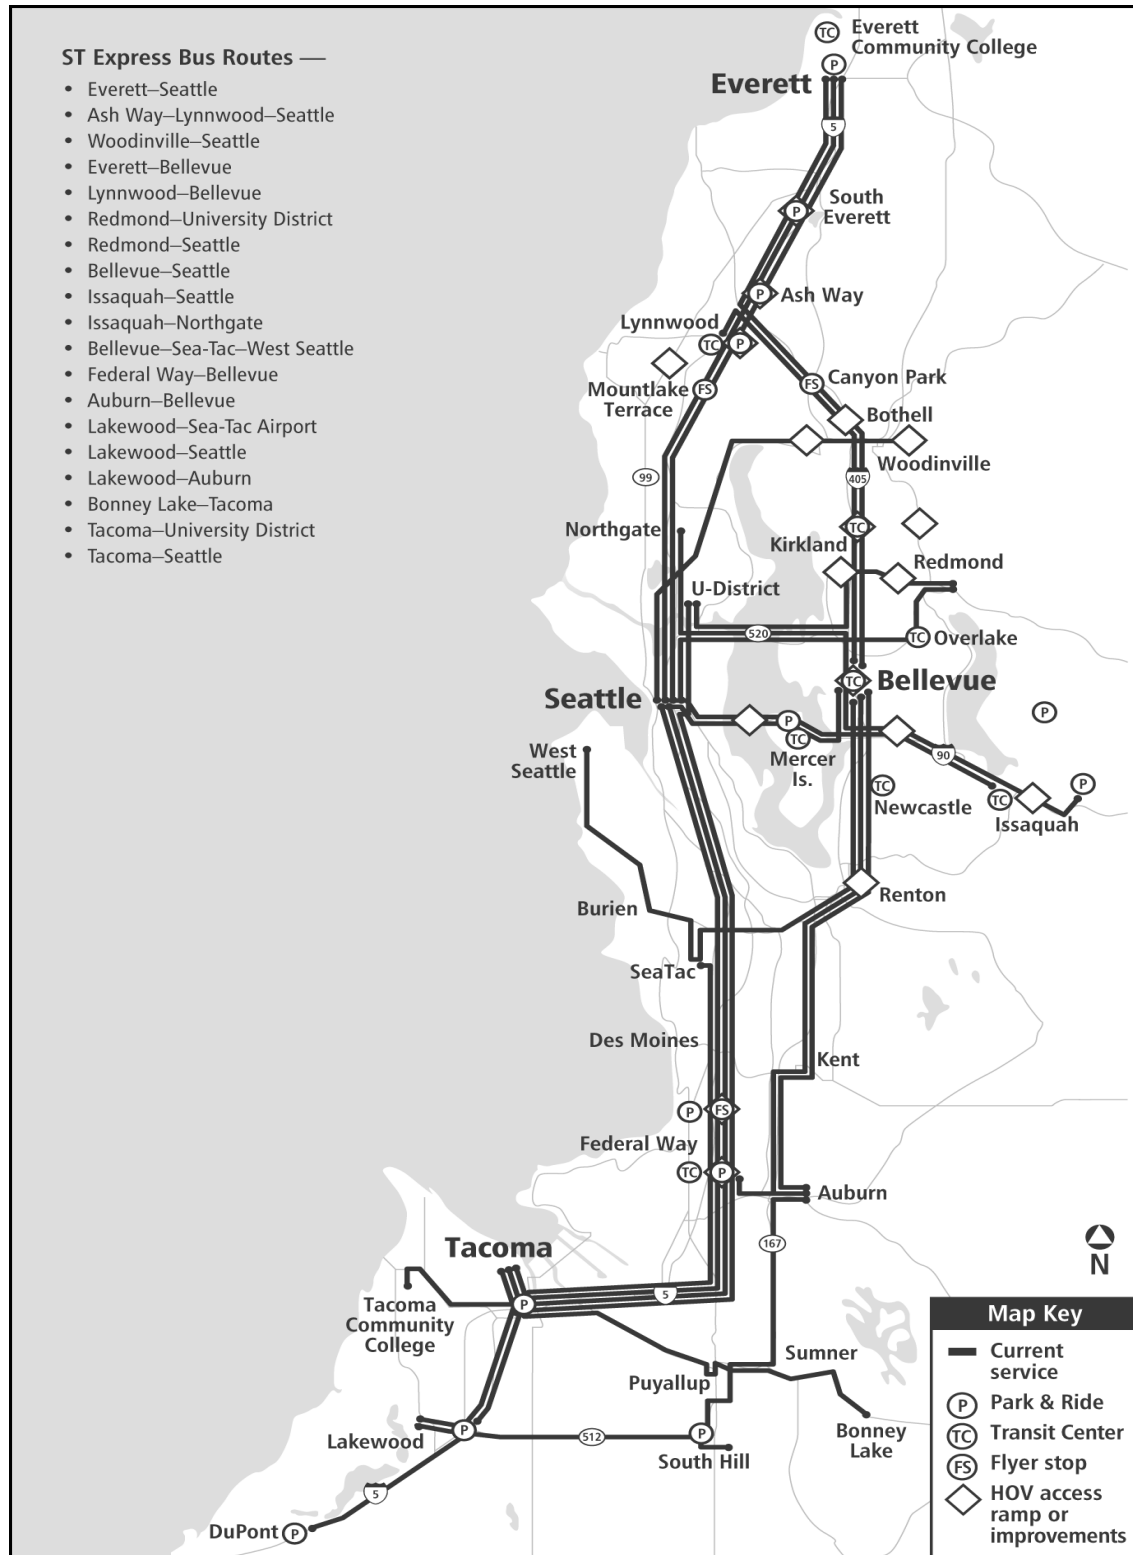 ST Express Bus Routes —
• Everett–Seattle
• Ash Way–Lynnwood–Seattle
• Woodinville–Seattle
• Everett–Bellevue
• Lynnwood–Bellevue
• Redmond–University District
• Redmond–Seattle
• Bellevue–Seattle
• Issaquah–Seattle
• Issaquah–Northgate
• Bellevue–Sea-Tac–West Seattle
• Federal Way–Bellevue
• Auburn–Bellevue
• Lakewood–Sea-Tac Airport
• Lakewood–Seattle
• Lakewood–Auburn
• Bonney Lake–Tacoma
• Tacoma–University District
• Tacoma–Seattle
TC
Everett
Community College
P
Everett
5
South
Everett
P
P
Ash Way
Lynnwood
TC
P
Mountlake
Terrace
FS
FS
Canyon Park
Bothell
Woodinville
99
405
Northgate
TC
Kirkland
Redmond
U-District
520
TC
Overlake
Seattle
TC
Bellevue
P
West
Seattle
P
TC
Mercer
Is.
90
TC
Newcastle
TC
P
Issaquah
Renton
Burien
SeaTac
Des Moines
Kent
P
FS
Federal Way
TC
P
Auburn
167
N
Tacoma
5
P
Tacoma
Community
College
Sumner
Puyallup
Bonney
Lake
Lakewood
P
512
P
South Hill
5
DuPont
P
Map Key
Current
service
P
Park & Ride
TC
Transit Center
FS
Flyer stop
HOV access
ramp or
improvements